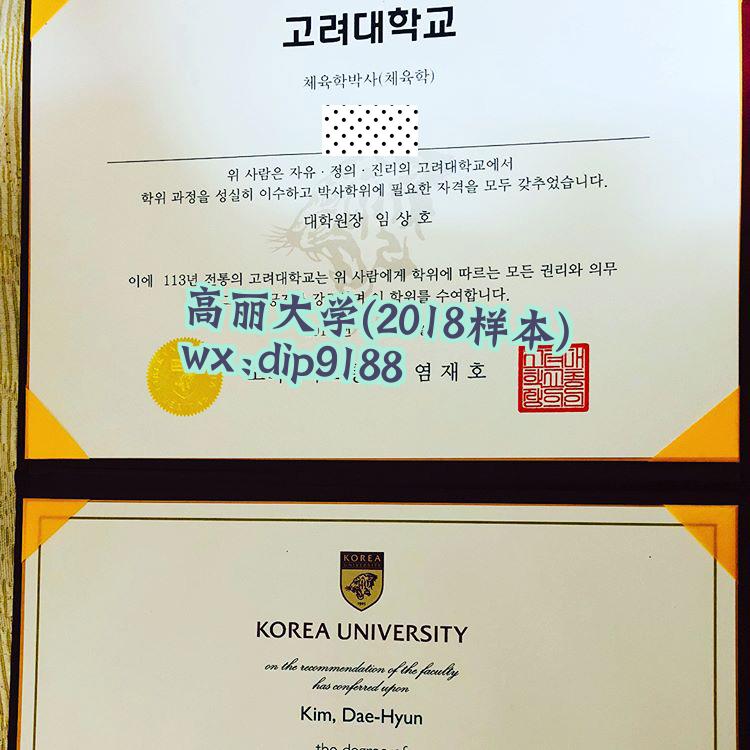 고려대학교
체육학박사(체육학)
위 사람은 자유·정의·진리의 고려대학교에서
학위 과정을 성실히 이수하고 박사학위에 필요한 자격을 모두 갖추었습니다.
대학원장 임상호
이에 113년 전통의 고려대학교는 위 사람에게 학위에 따르는 모든 권리와 의무
이 학위를 수여합니다.
高丽大学(2018样本)
wx:dip9188
염재호
KOREA
UNIVERSITY
1905
KOREA UNIVERSITY
on the recommendation of the faculty
has conferred upon
Kim, Dae-Hyun
the degree of